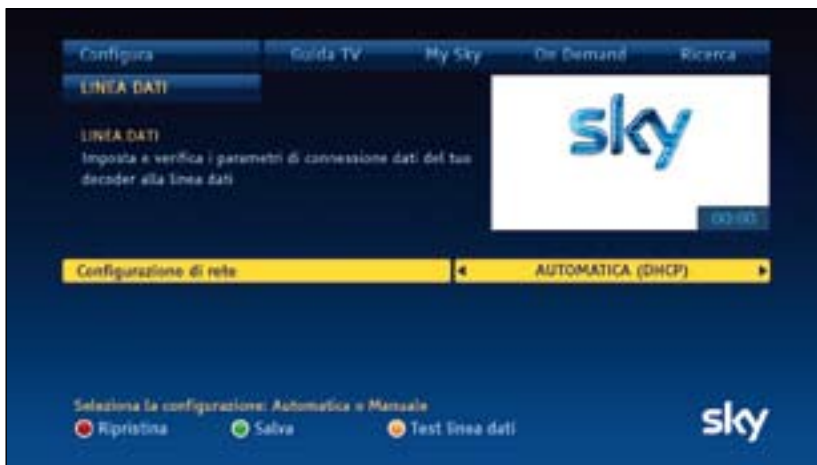 Configura Guida TV My Sky On Demand Ricerca
LINEA DATI
sky
LINEA DATI
Imposta e verifica i parametri di connessione dati del tuo
decoder alla linea dati
00:00
Configurazione di rete AUTOMATICA (DHCP)
Seleziona la configurazione: Automatica o Manuale
Ripristina Salva Test linea dati
sky